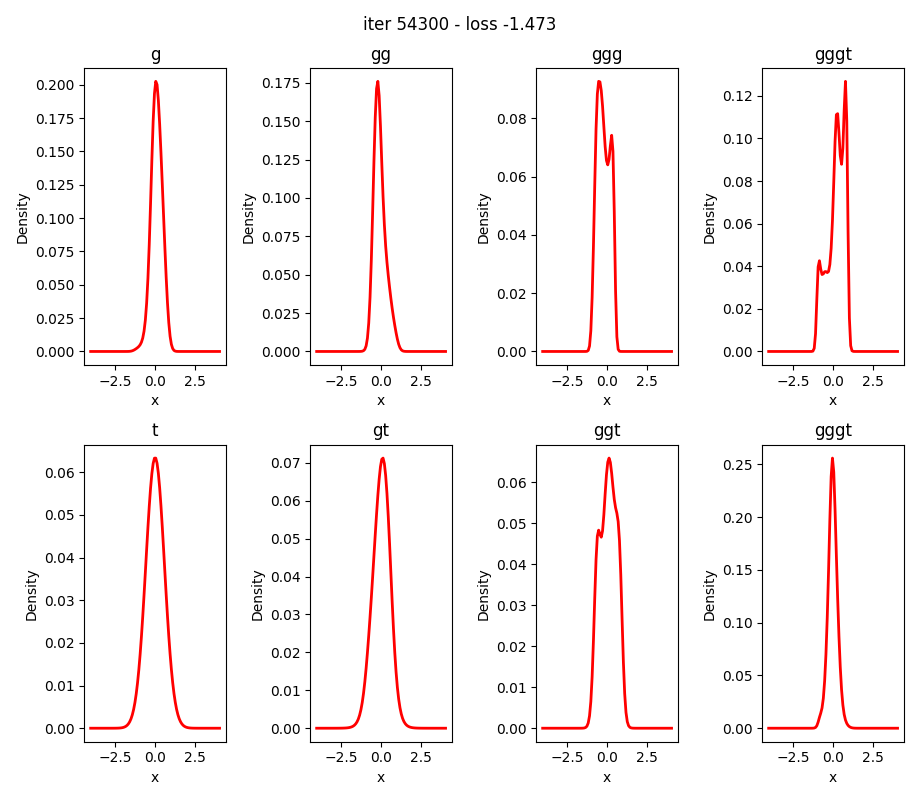 iter 54300 - loss -1.473
g gg ggg gggt
0.200 0.175 0.150 0.125 0.100 0.075 0.050 0.025 0.000
Density
−2.5 0.0 2.5
x
0.175 0.150 0.125 0.100 0.075 0.050 0.025 0.000
Density
−2.5 0.0 2.5
x
0.08 0.06 0.04 0.02 0.00
Density
−2.5 0.0 2.5
x
0.12 0.10 0.08 0.06 0.04 0.02 0.00
Density
−2.5 0.0 2.5
x
t gt ggt gggt
0.06 0.05 0.04 0.03 0.02 0.01 0.00
Density
−2.5 0.0 2.5
x
0.07 0.06 0.05 0.04 0.03 0.02 0.01 0.00
Density
−2.5 0.0 2.5
x
0.06 0.05 0.04 0.03 0.02 0.01 0.00
Density
−2.5 0.0 2.5
x
0.25 0.20 0.15 0.10 0.05 0.00
Density
−2.5 0.0 2.5
x